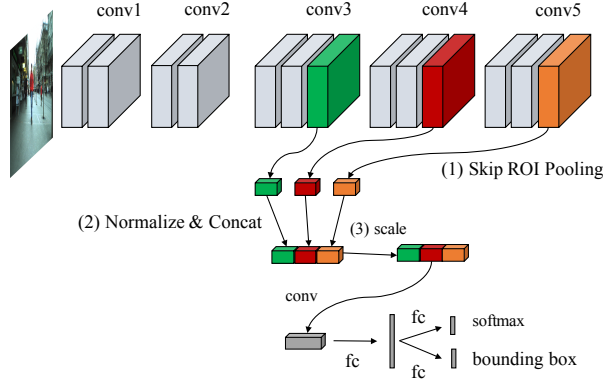 conv1 conv2 conv3 conv4 conv5
(1) Skip ROI Pooling
(2) Normalize & Concat
(3) scale
conv
fc
softmax
fc
bounding box
fc